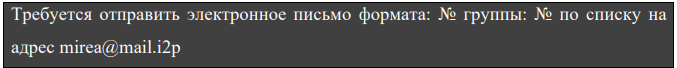 Требуется отправить электронное письмо формата: № группы: № по списку на
адрес mirea@mail.i2p